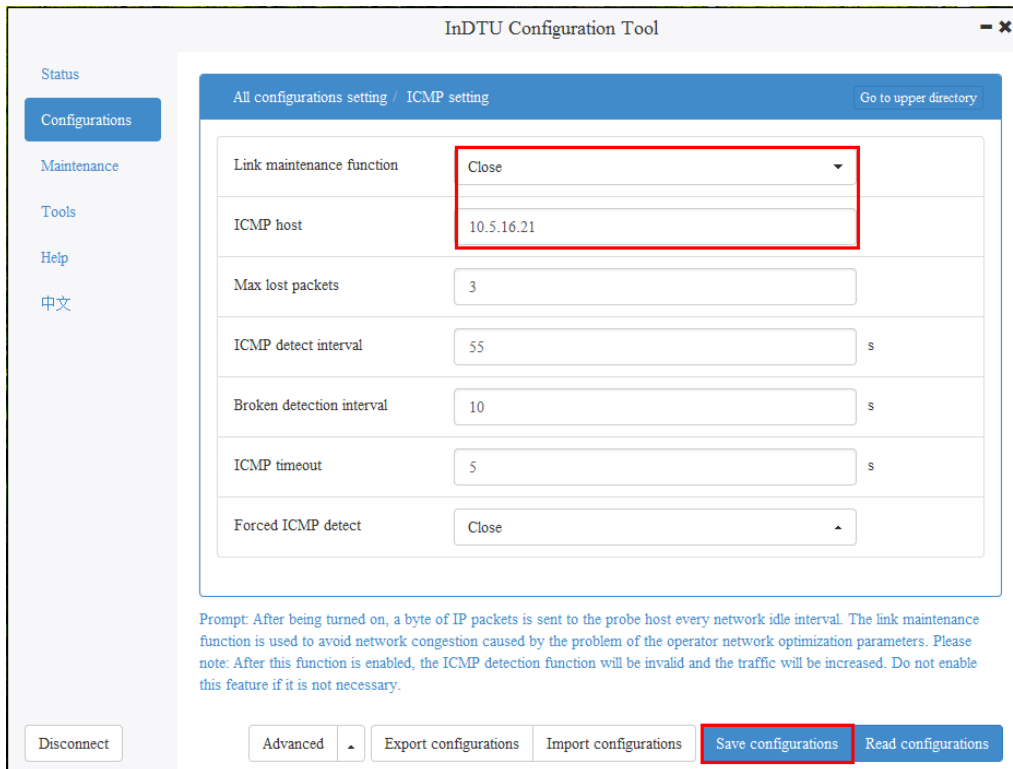 InDTU Configuration Tool
Status
Configurations
Maintenance
Tools
Help
中文
All configurations setting / ICMP setting
Go to upper directory
Link maintenance function
Close
ICMP host
10.5.16.21
Max lost packets
3
ICMP detect interval
55
s
Broken detection interval
10
s
ICMP timeout
5
s
Forced ICMP detect
Close
Prompt: After being turned on, a byte of IP packets is sent to the probe host every network idle interval. The link maintenance
function is used to avoid network congestion caused by the problem of the operator network optimization parameters. Please
note: After this function is enabled, the ICMP detection function will be invalid and the traffic will be increased. Do not enable
this feature if it is not necessary.
Disconnect
Advanced
Export configurations
Import configurations
Save configurations
Read configurations